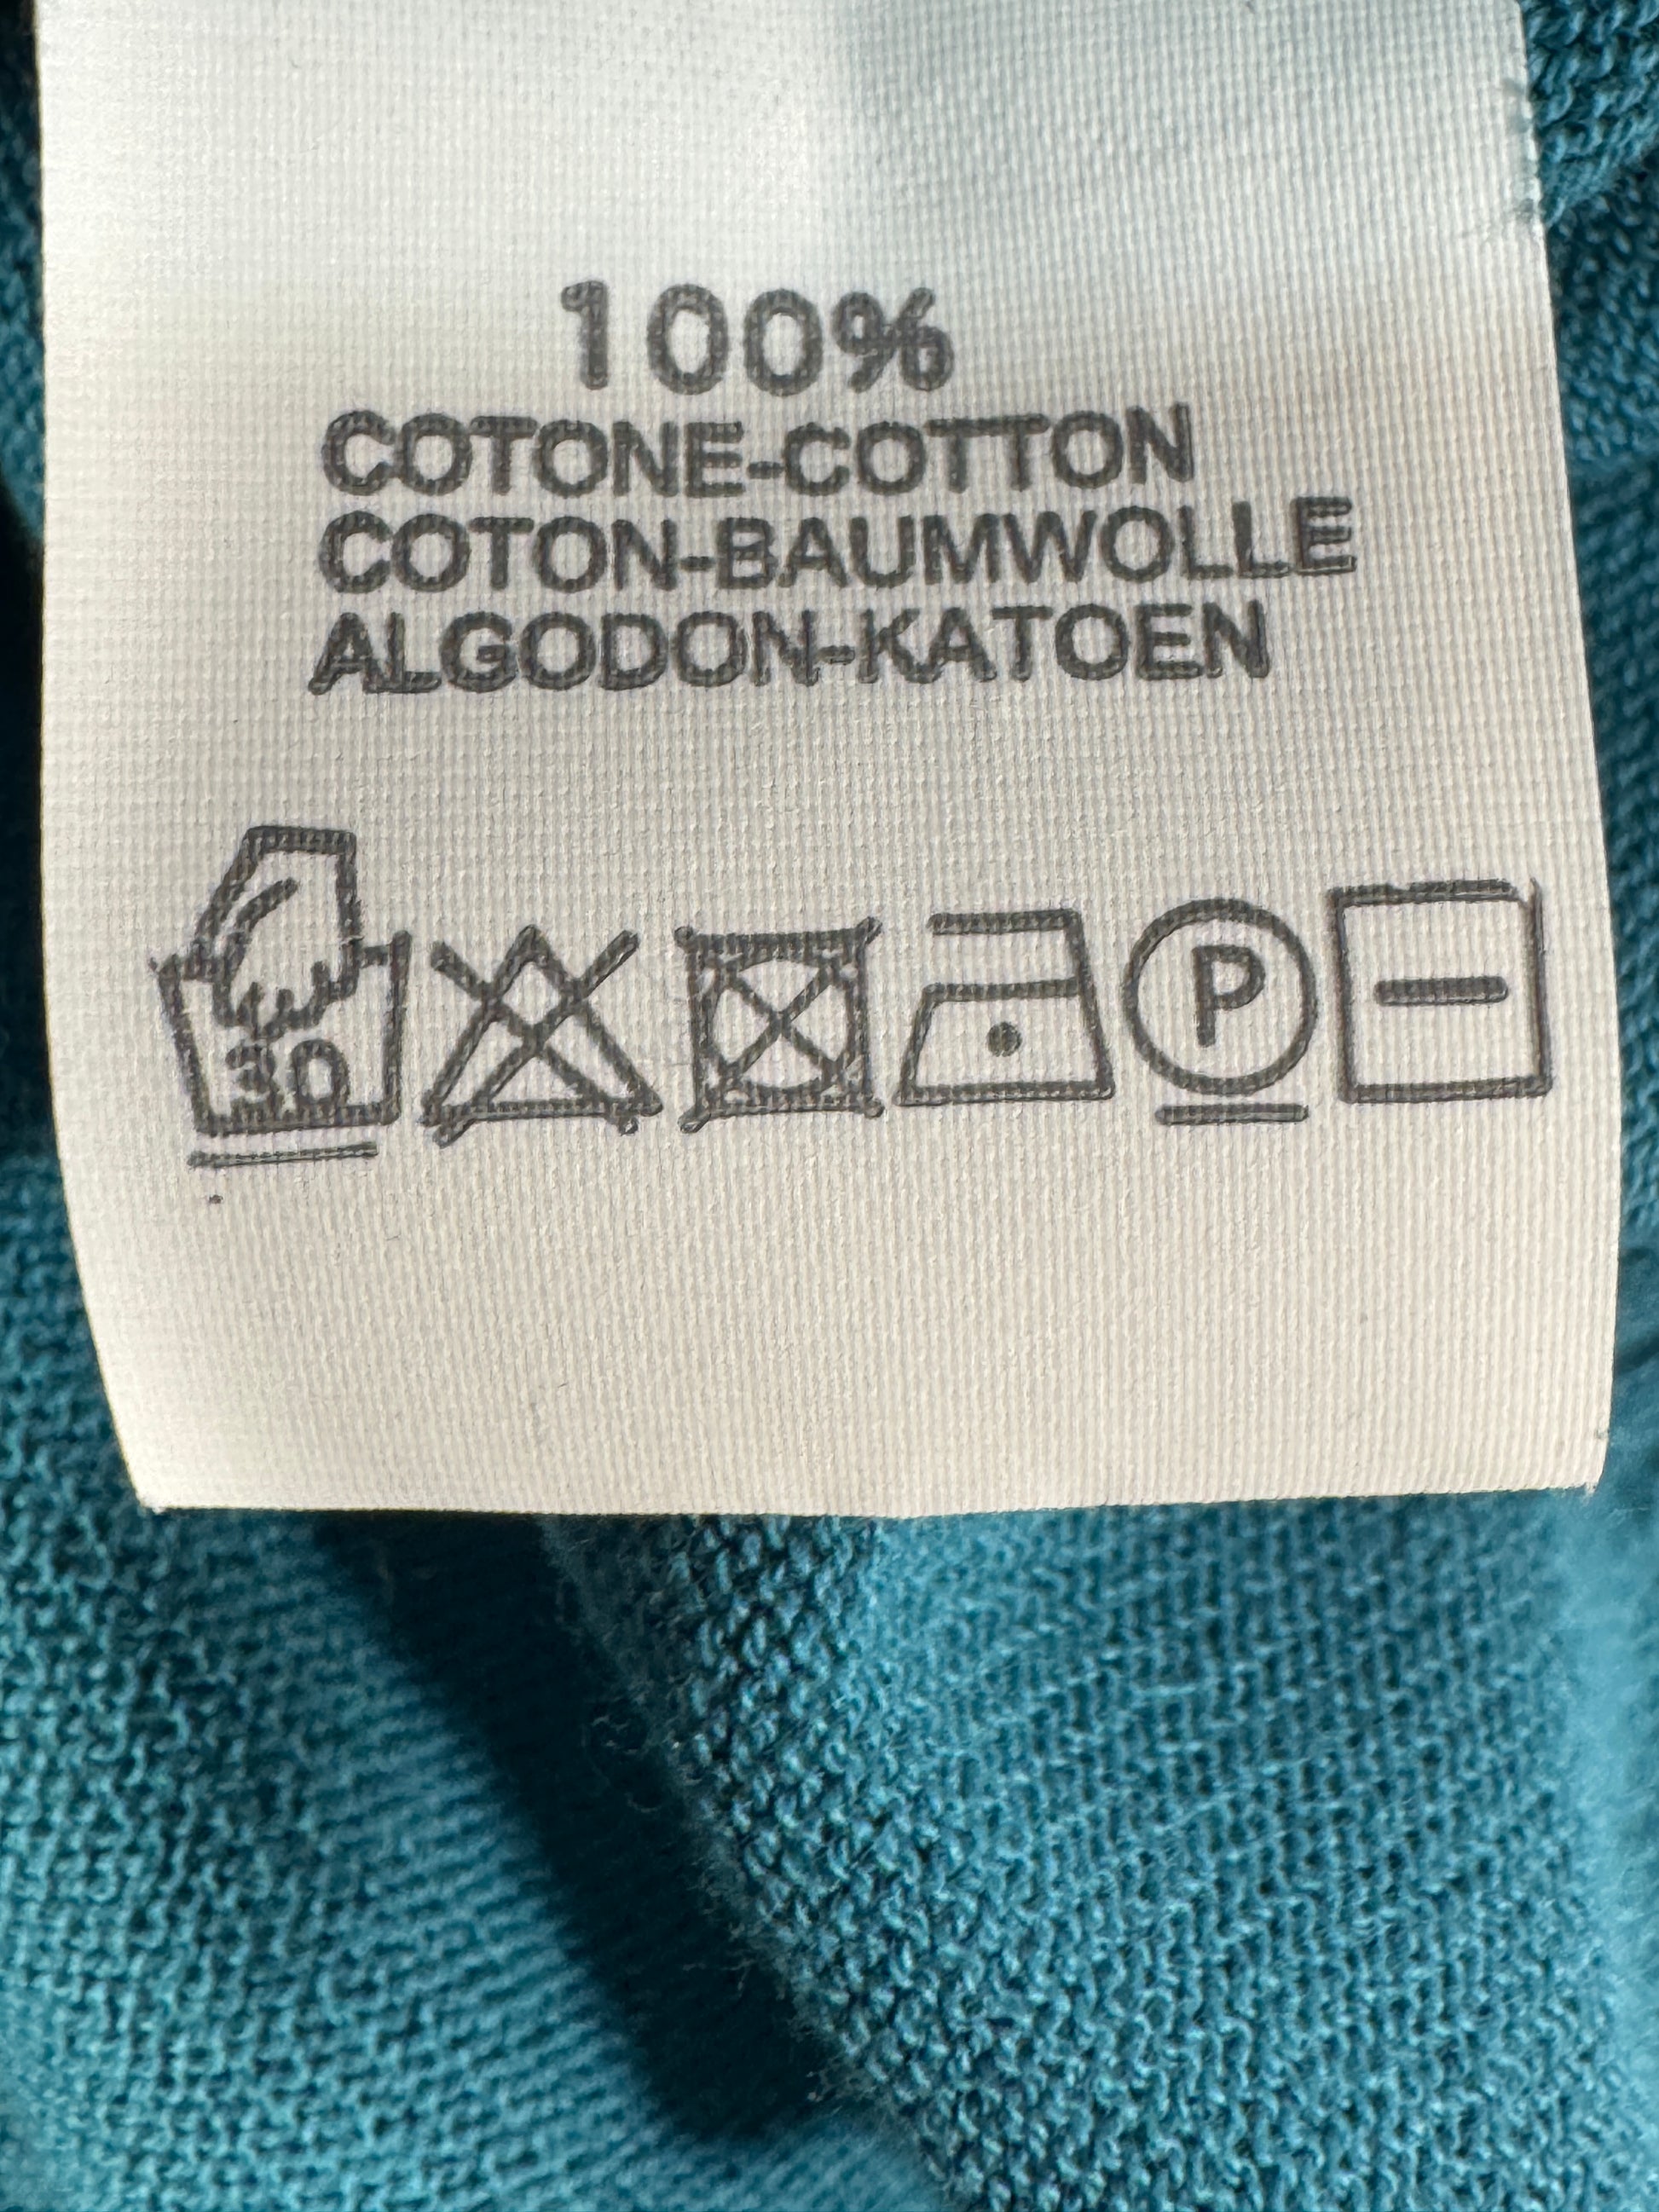 100%
COTONE-COTTON
COTON-BAUMWOLLE
ALGODON-KATOEN
30 P